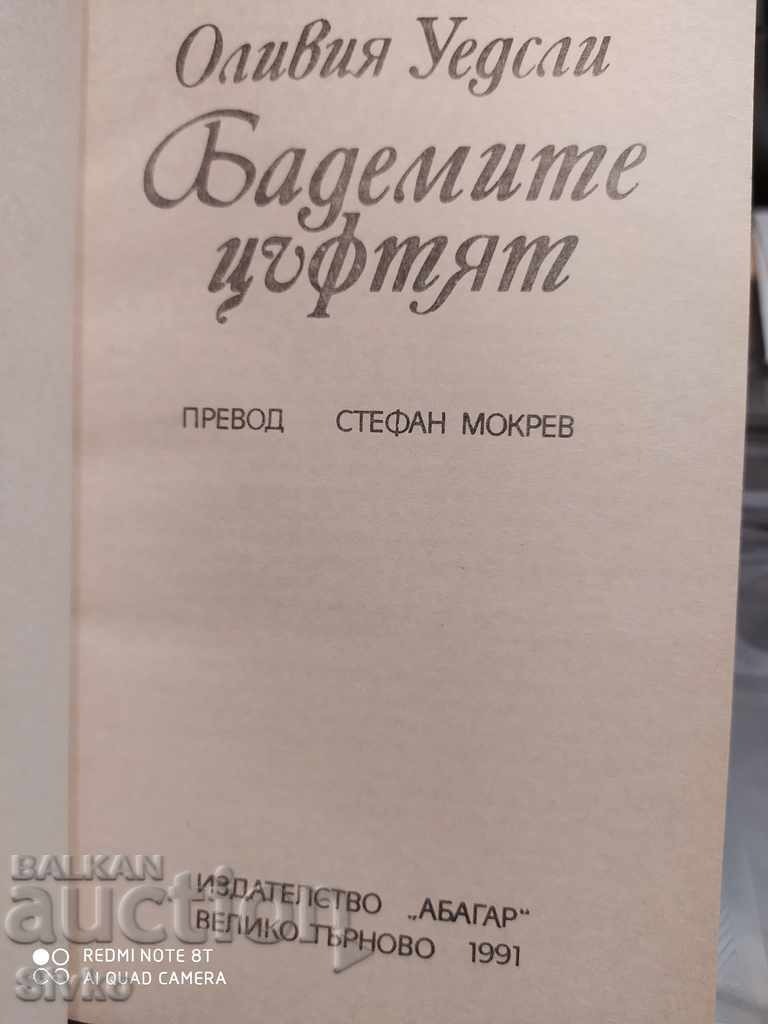 Оливия Уедсли
Бадемите
цъфтят
ПРЕВОД СТЕФАН МОКРЕВ
ИЗДАТЕЛСТВО „АБАГАР“
ВЕЛИКО ТЪРНОВО 1991
BALKAN
auction
REDMI NOTE 8T
AI QUAD CAMERA
Sivko